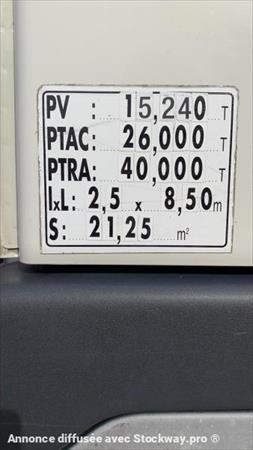 PV : 15,240 T
PTAC: 26,000 T
PTRA: 40,000 T
lxL: 2,5 x 8,50m
S: 21,25 m²
Annonce diffusée avec Stockway.pro ®